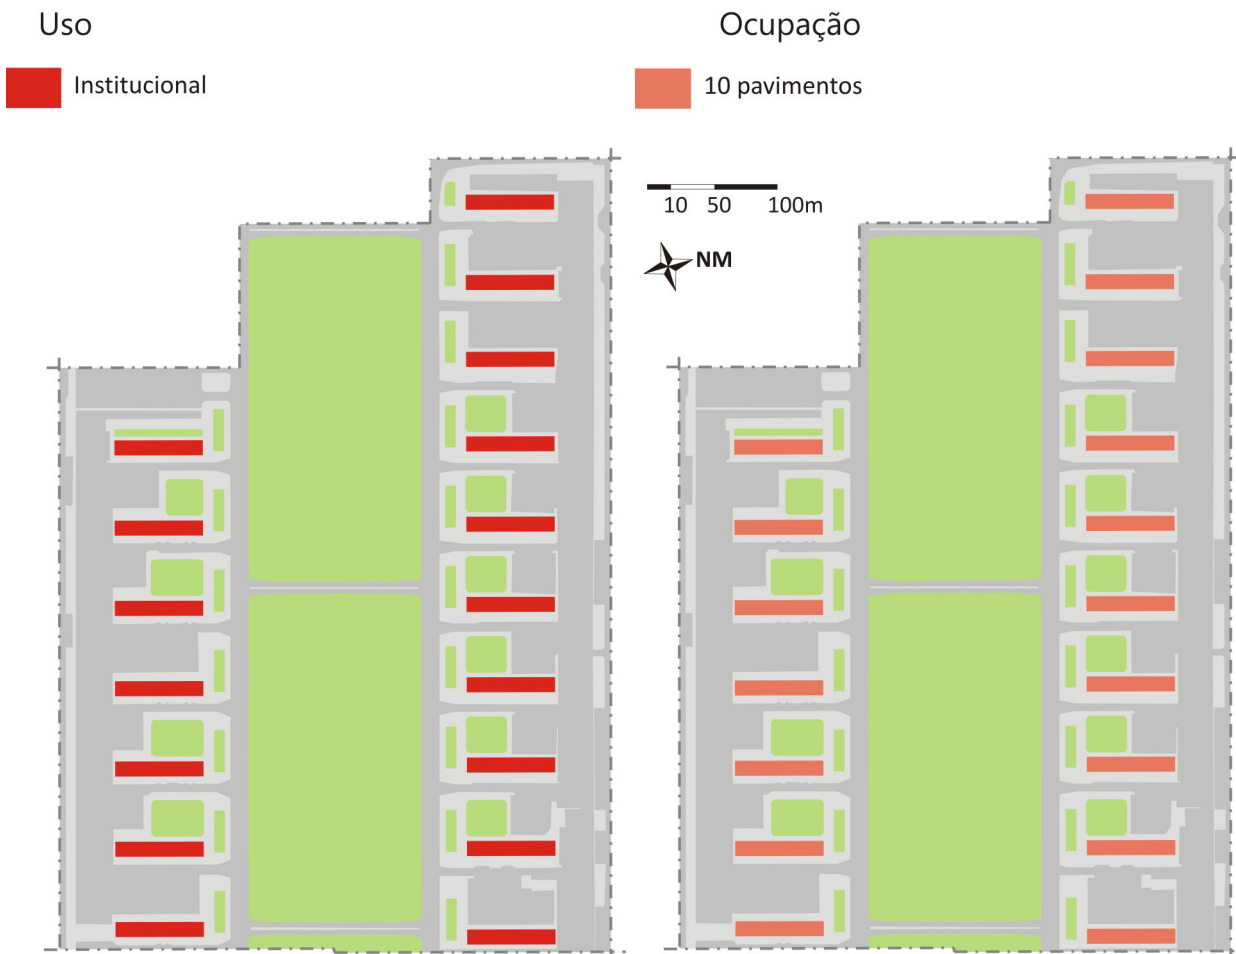 Uso
Institucional
Ocupação
10 pavimentos
10 50 100m
NM